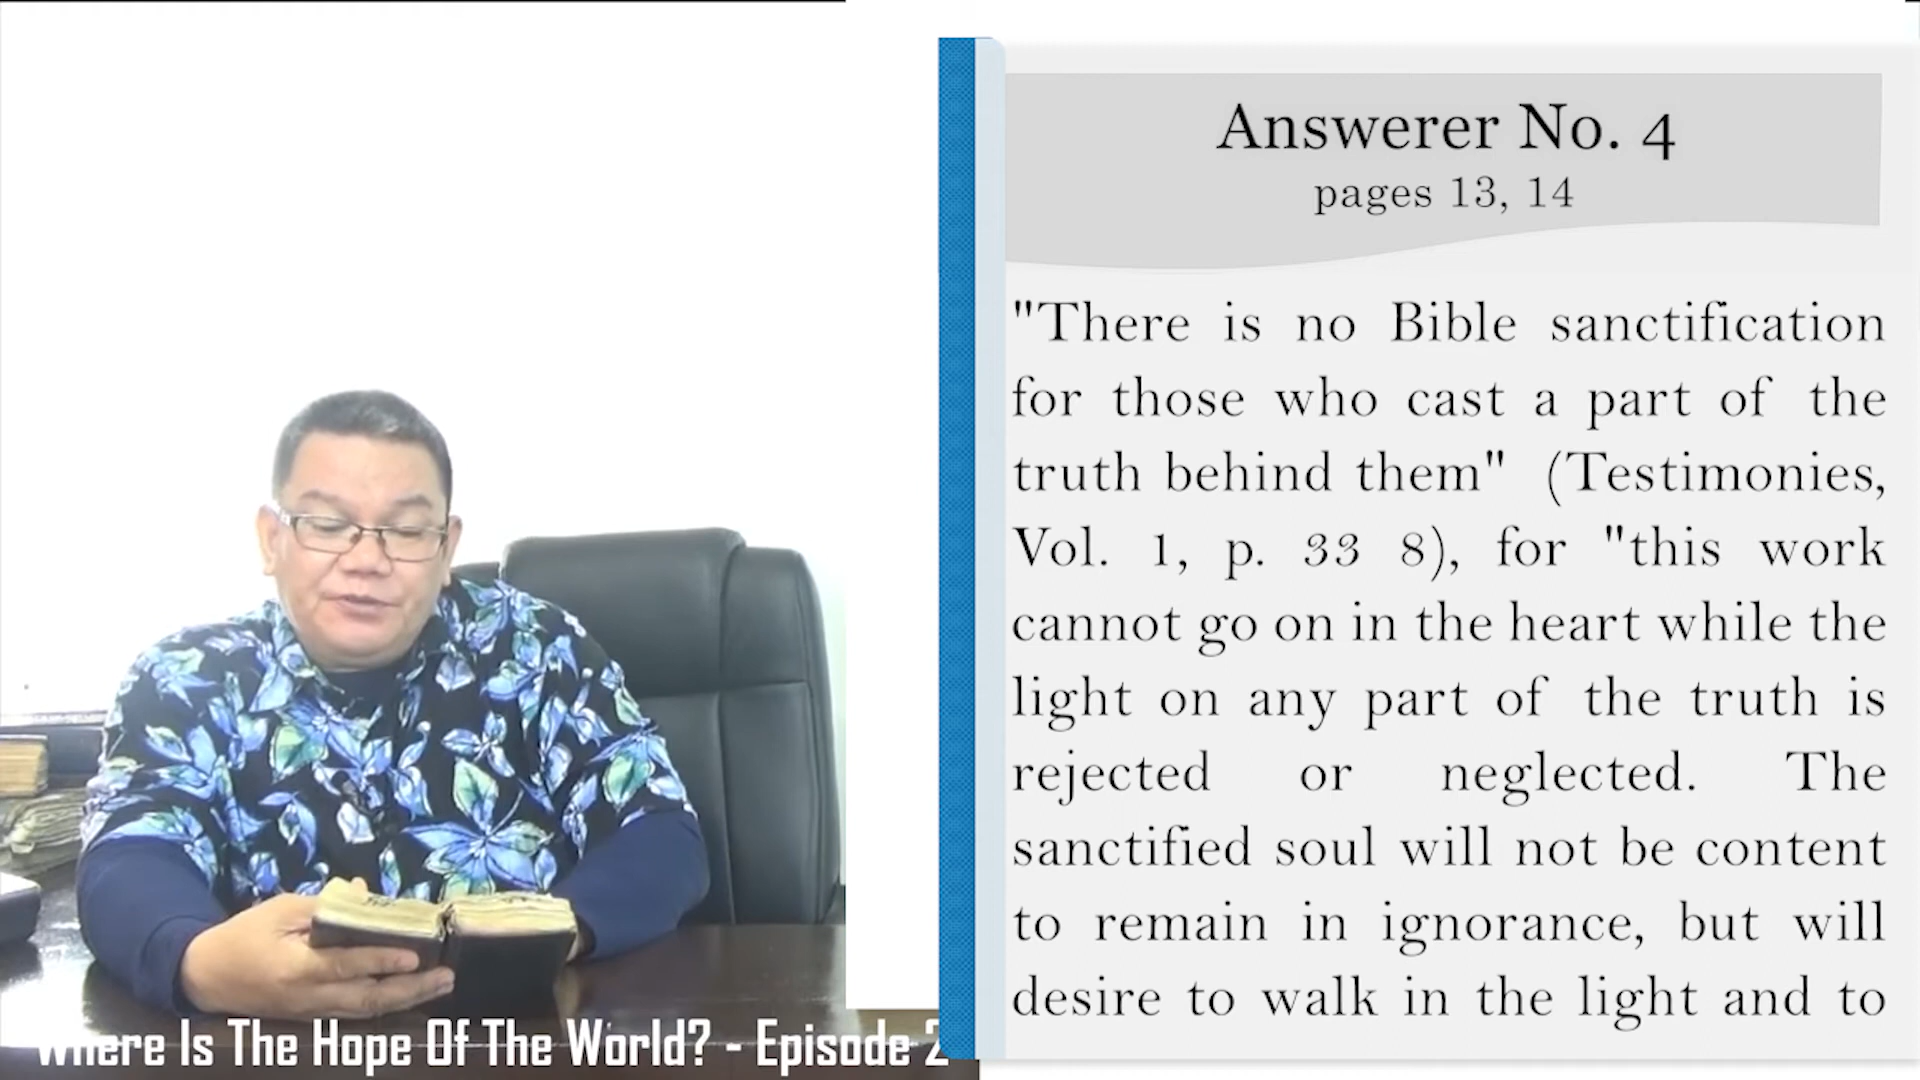 Answerer No. 4
pages 13, 14
"There is no Bible sanctification
for those who cast a part of the
truth behind them" (Testimonies,
Vol. 1, p. 33 8), for "this work
cannot go on in the heart while the
light on any part of the truth is
rejected or neglected. The
sanctified soul will not be content
to remain in ignorance, but will
desire to walk in the light and to
Where Is The Hope Of The World? - Episode 2